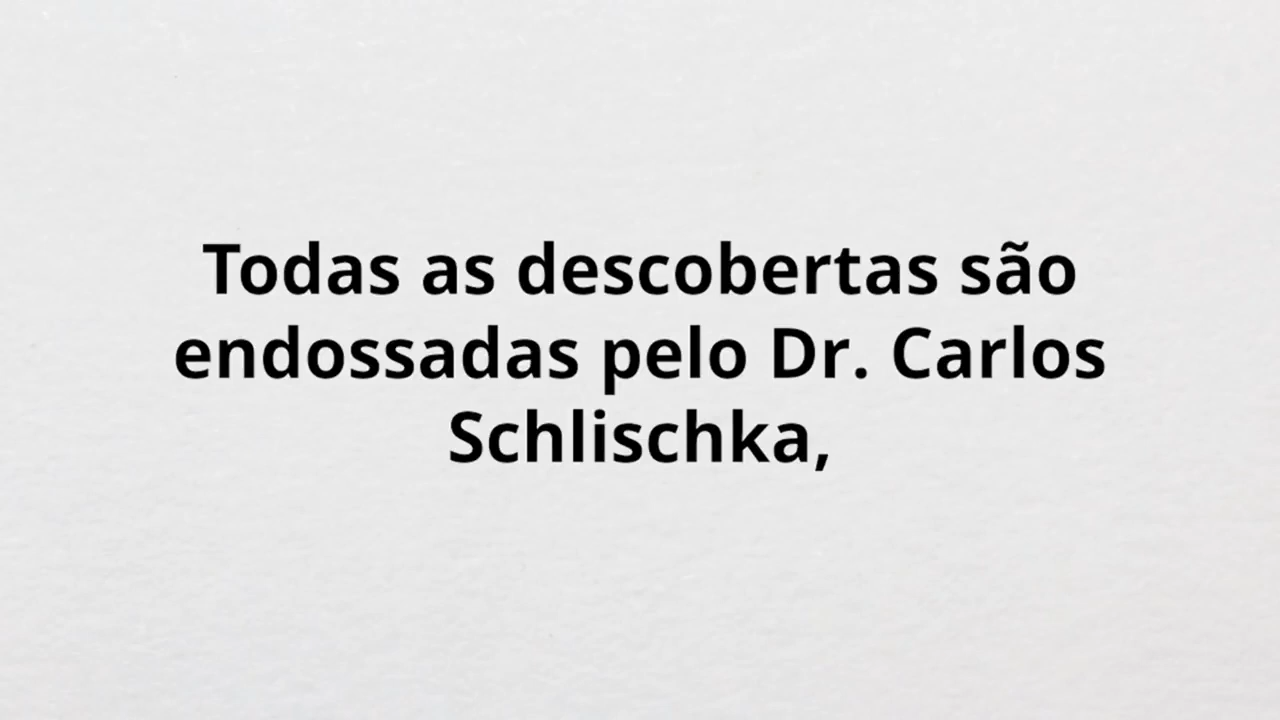 Todas as descobertas são
endossadas pelo Dr. Carlos
Schlischka,